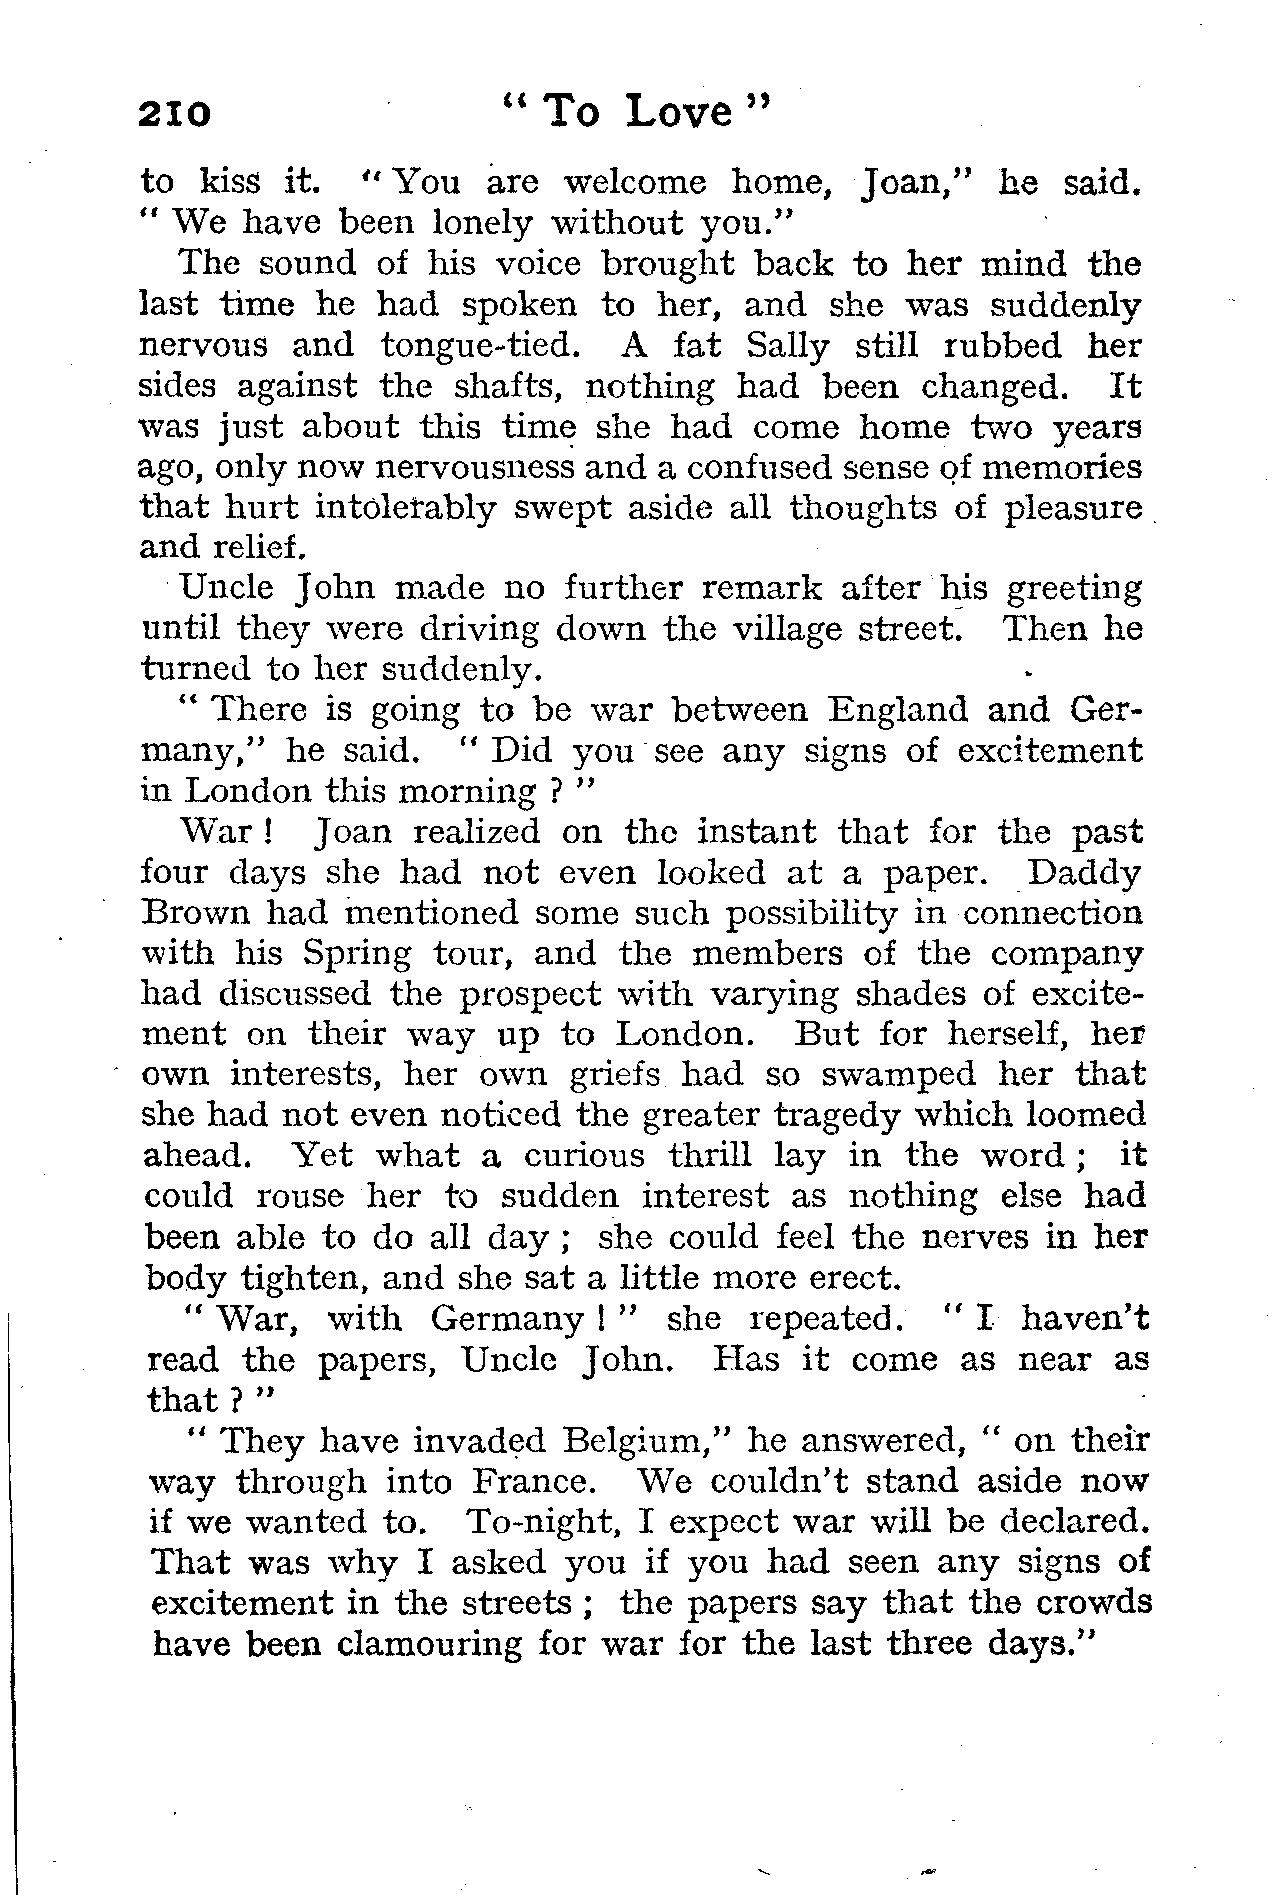 210 “ To Love ”
to kiss it. “ You are welcome home, Joan,” he said.
“ We have been lonely without you.”
The sound of his voice brought back to her mind the
last time he had spoken to her, and she was suddenly
nervous and tongue-tied. A fat Sally still rubbed her
sides against the shafts, nothing had been changed. It
was just about this time she had come home two years
ago, only now nervousness and a confused sense of memories
that hurt intolerably swept aside all thoughts of pleasure
and relief.
Uncle John made no further remark after his greeting
until they were driving down the village street. Then he
turned to her suddenly.
“ There is going to be war between England and Ger-
many,” he said. “ Did you see any signs of excitement
in London this morning ? ”
War ! Joan realized on the instant that for the past
four days she had not even looked at a paper. Daddy
Brown had mentioned some such possibility in connection
with his Spring tour, and the members of the company
had discussed the prospect with varying shades of excite-
ment on their way up to London. But for herself, her
own interests, her own griefs had so swamped her that
she had not even noticed the greater tragedy which loomed
ahead. Yet what a curious thrill lay in the word ; it
could rouse her to sudden interest as nothing else had
been able to do all day ; she could feel the nerves in her
body tighten, and she sat a little more erect.
“ War, with Germany ! ” she repeated. “ I haven’t
read the papers, Uncle John. Has it come as near as
that ? ”
“ They have invaded Belgium,” he answered, “ on their
way through into France. We couldn’t stand aside now
if we wanted to. To-night, I expect war will be declared.
That was why I asked you if you had seen any signs of
excitement in the streets ; the papers say that the crowds
have been clamouring for war for the last three days.”